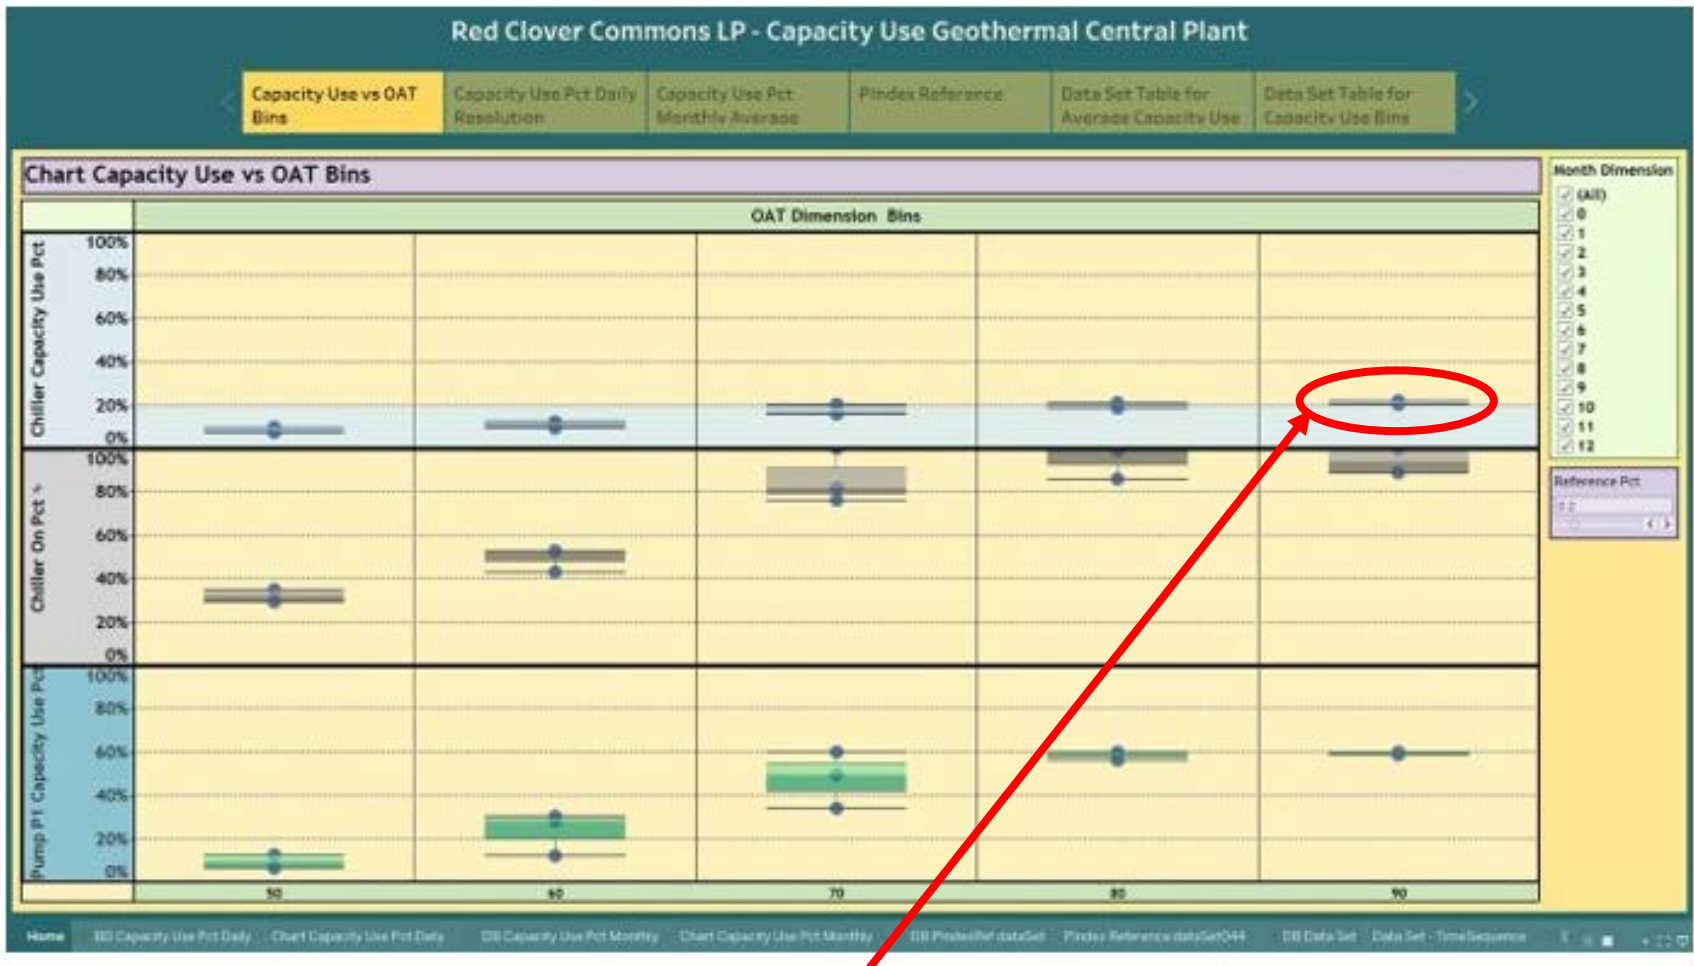 Red Clover Commons LP - Capacity Use Geothermal Central Plant
Capacity Use vs OAT
Bins
Capacity Use Pct Daily
Resolution
Capacity Use Pct
Monthly Average
Pindex Reference
Data Set Table for
Average Capacity Use
Data Set Table for
Capacity Use Bins
Chart Capacity Use vs OAT Bins
OAT Dimension Bins
Chiller Capacity Use Pct
100%
80%
60%
40%
20%
0%
Chiller On Pct
100%
80%
60%
40%
20%
0%
Pump P1 Capacity Use Pct
100%
80%
60%
40%
20%
0%
50 60 70 80 90
Month Dimension
(All)
0
1
2
3
4
5
6
7
8
9
10
11
12
Reference Pct
0.2
Home
Capacity Use Pct Daily
Chart Capacity Use Pct Daily
DB Capacity Use Pct Monthly
Chart Capacity Use Pct Monthly
DB PindexRef dataSet
Pindex Reference dataSet044
DB Data Set
Data Set - TimeSequence